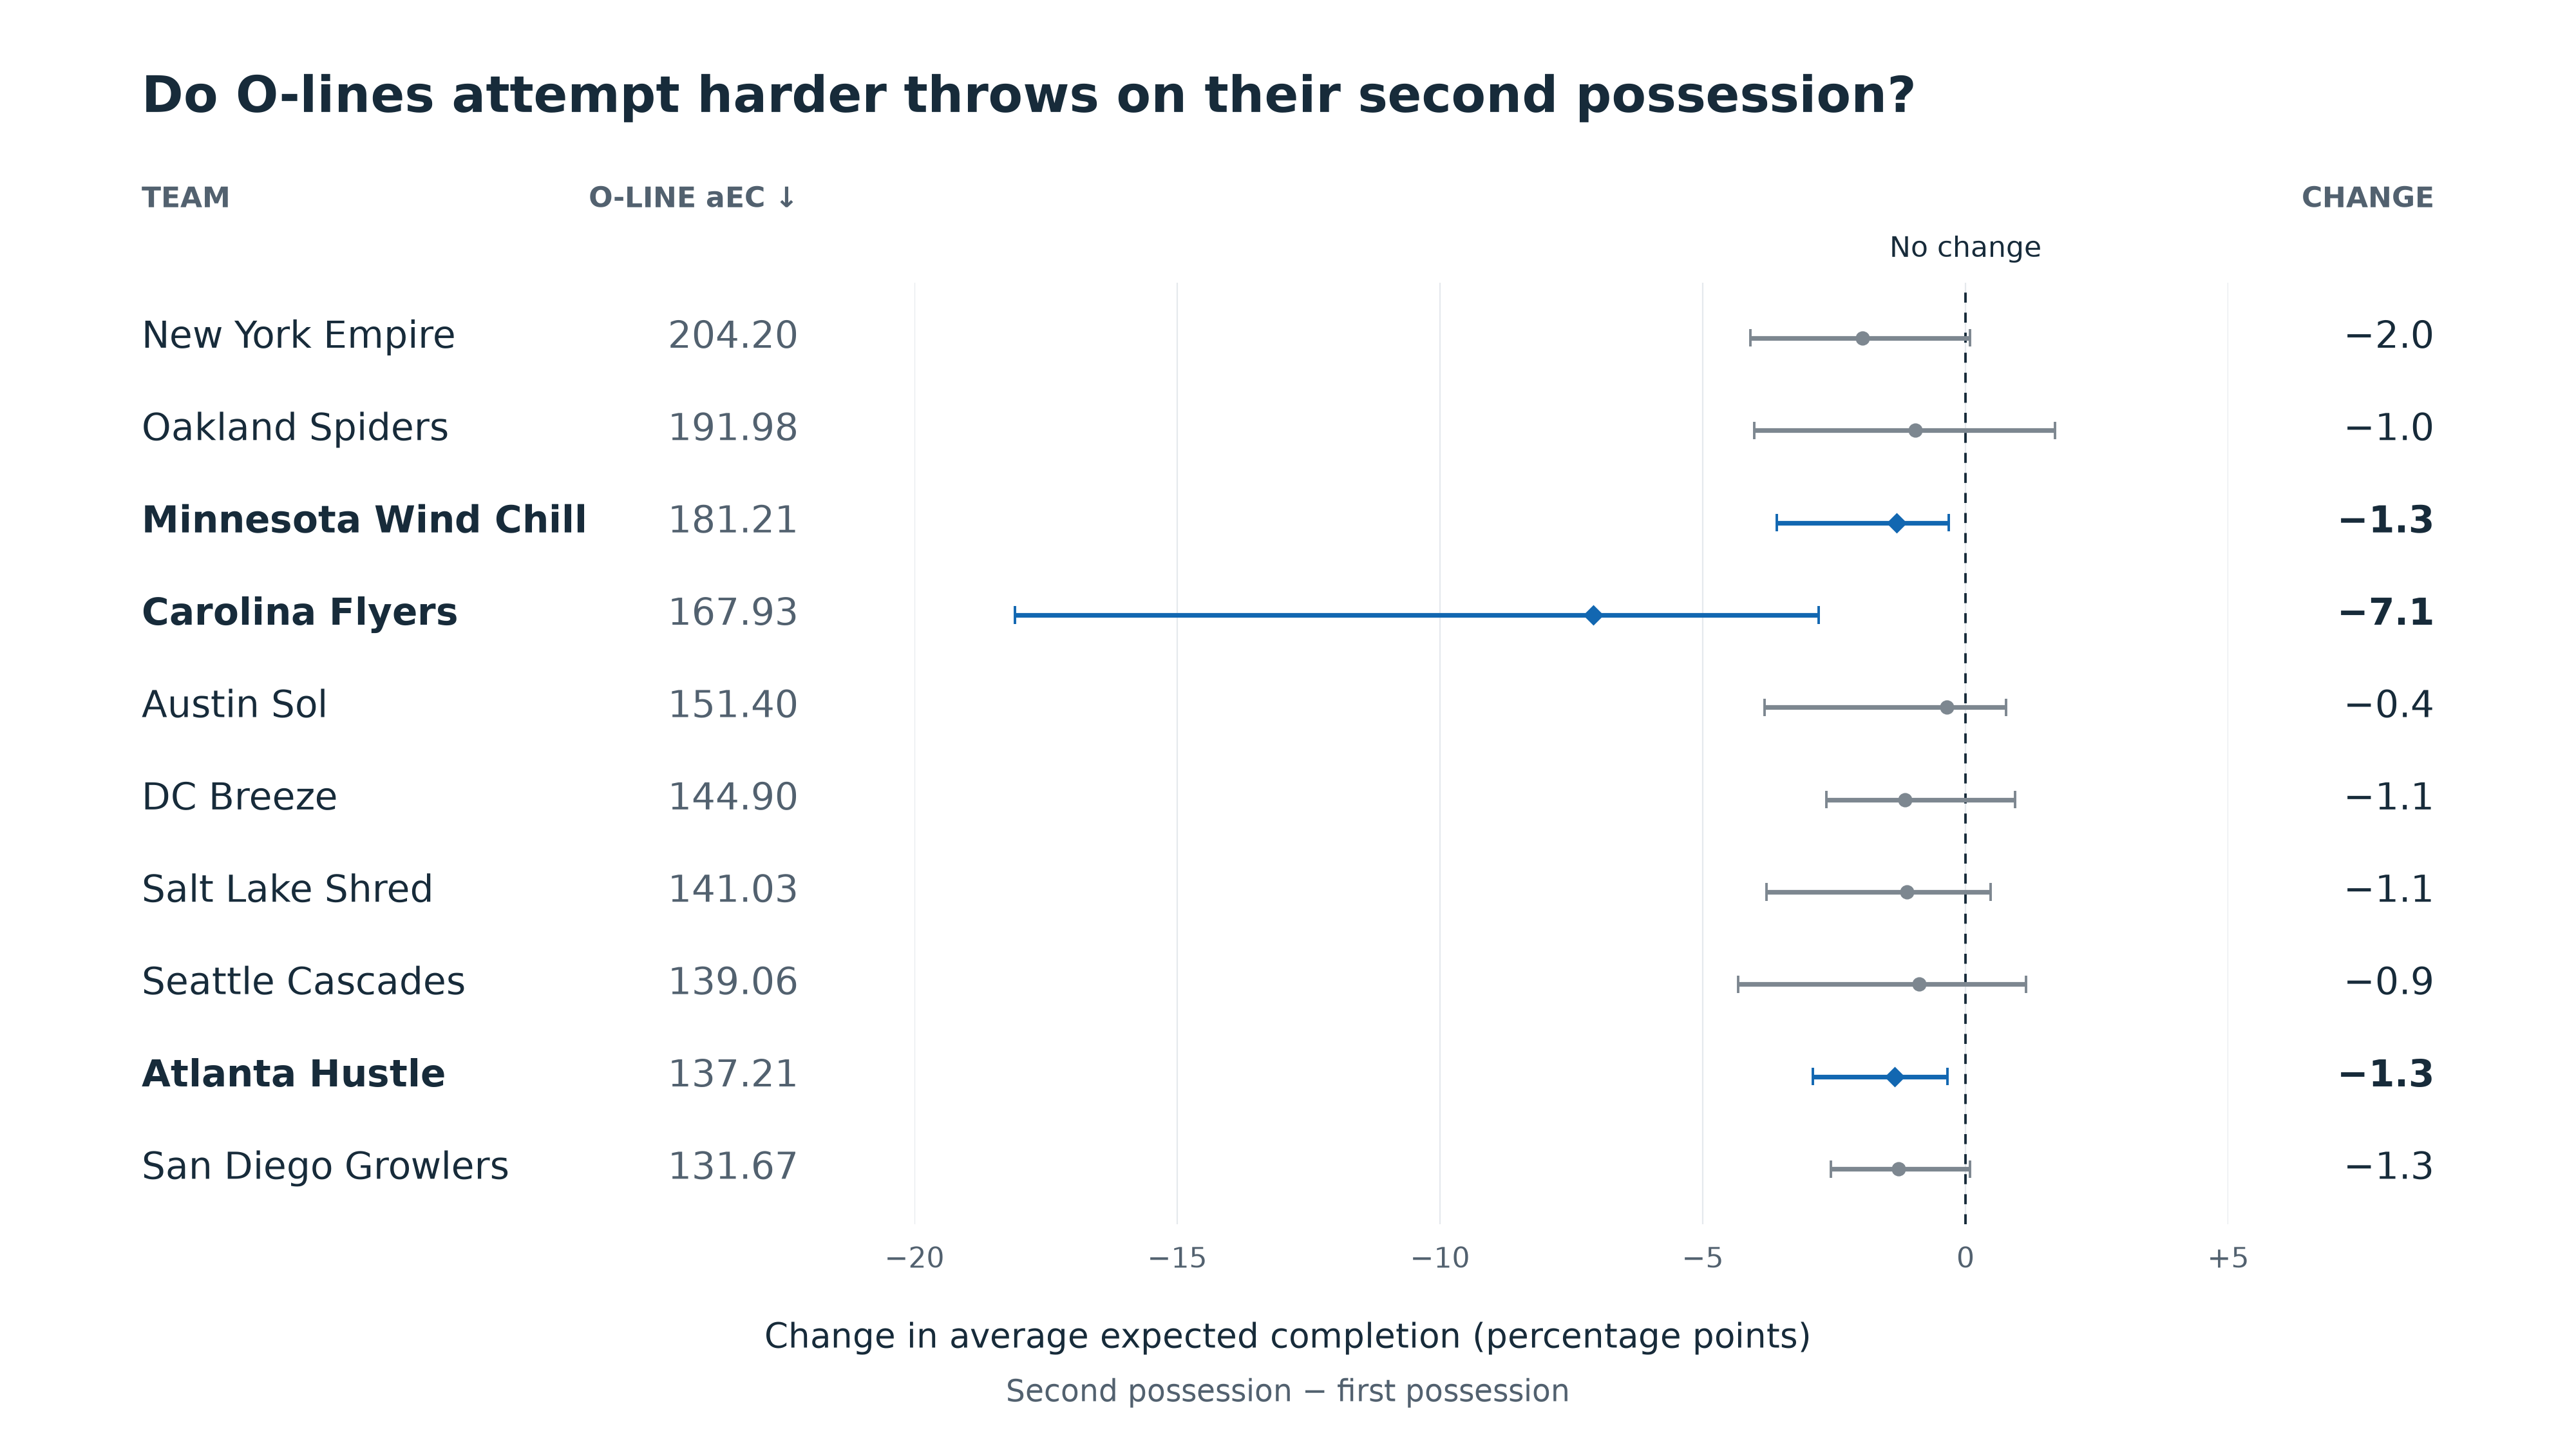 Do O-lines attempt harder throws on their second possession?
TEAM O-LINE aEC ↓ CHANGE
No change
New York Empire 204.20 −2.0
Oakland Spiders 191.98 −1.0
Minnesota Wind Chill 181.21 −1.3
Carolina Flyers 167.93 −7.1
Austin Sol 151.40 −0.4
DC Breeze 144.90 −1.1
Salt Lake Shred 141.03 −1.1
Seattle Cascades 139.06 −0.9
Atlanta Hustle 137.21 −1.3
San Diego Growlers 131.67 −1.3
−20 −15 −10 −5 0 +5
Change in average expected completion (percentage points)
Second possession − first possession